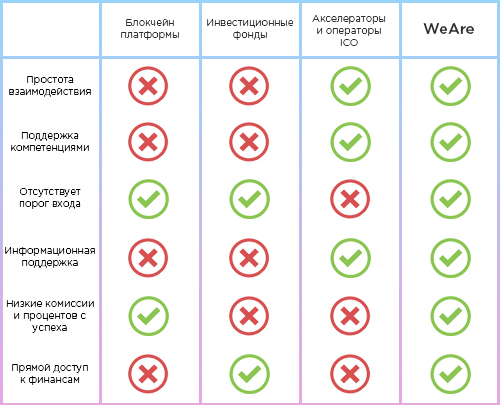 Блокчейн
платформы
Инвестиционные
фонды
Акселераторы
и операторы
ICO
WeAre
Простота
взаимодействия
Поддержка
компетенциями
Отсутствует
порог входа
Информационная
поддержка
Низкие комиссии
и процентов с
успеха
Прямой доступ
к финансам